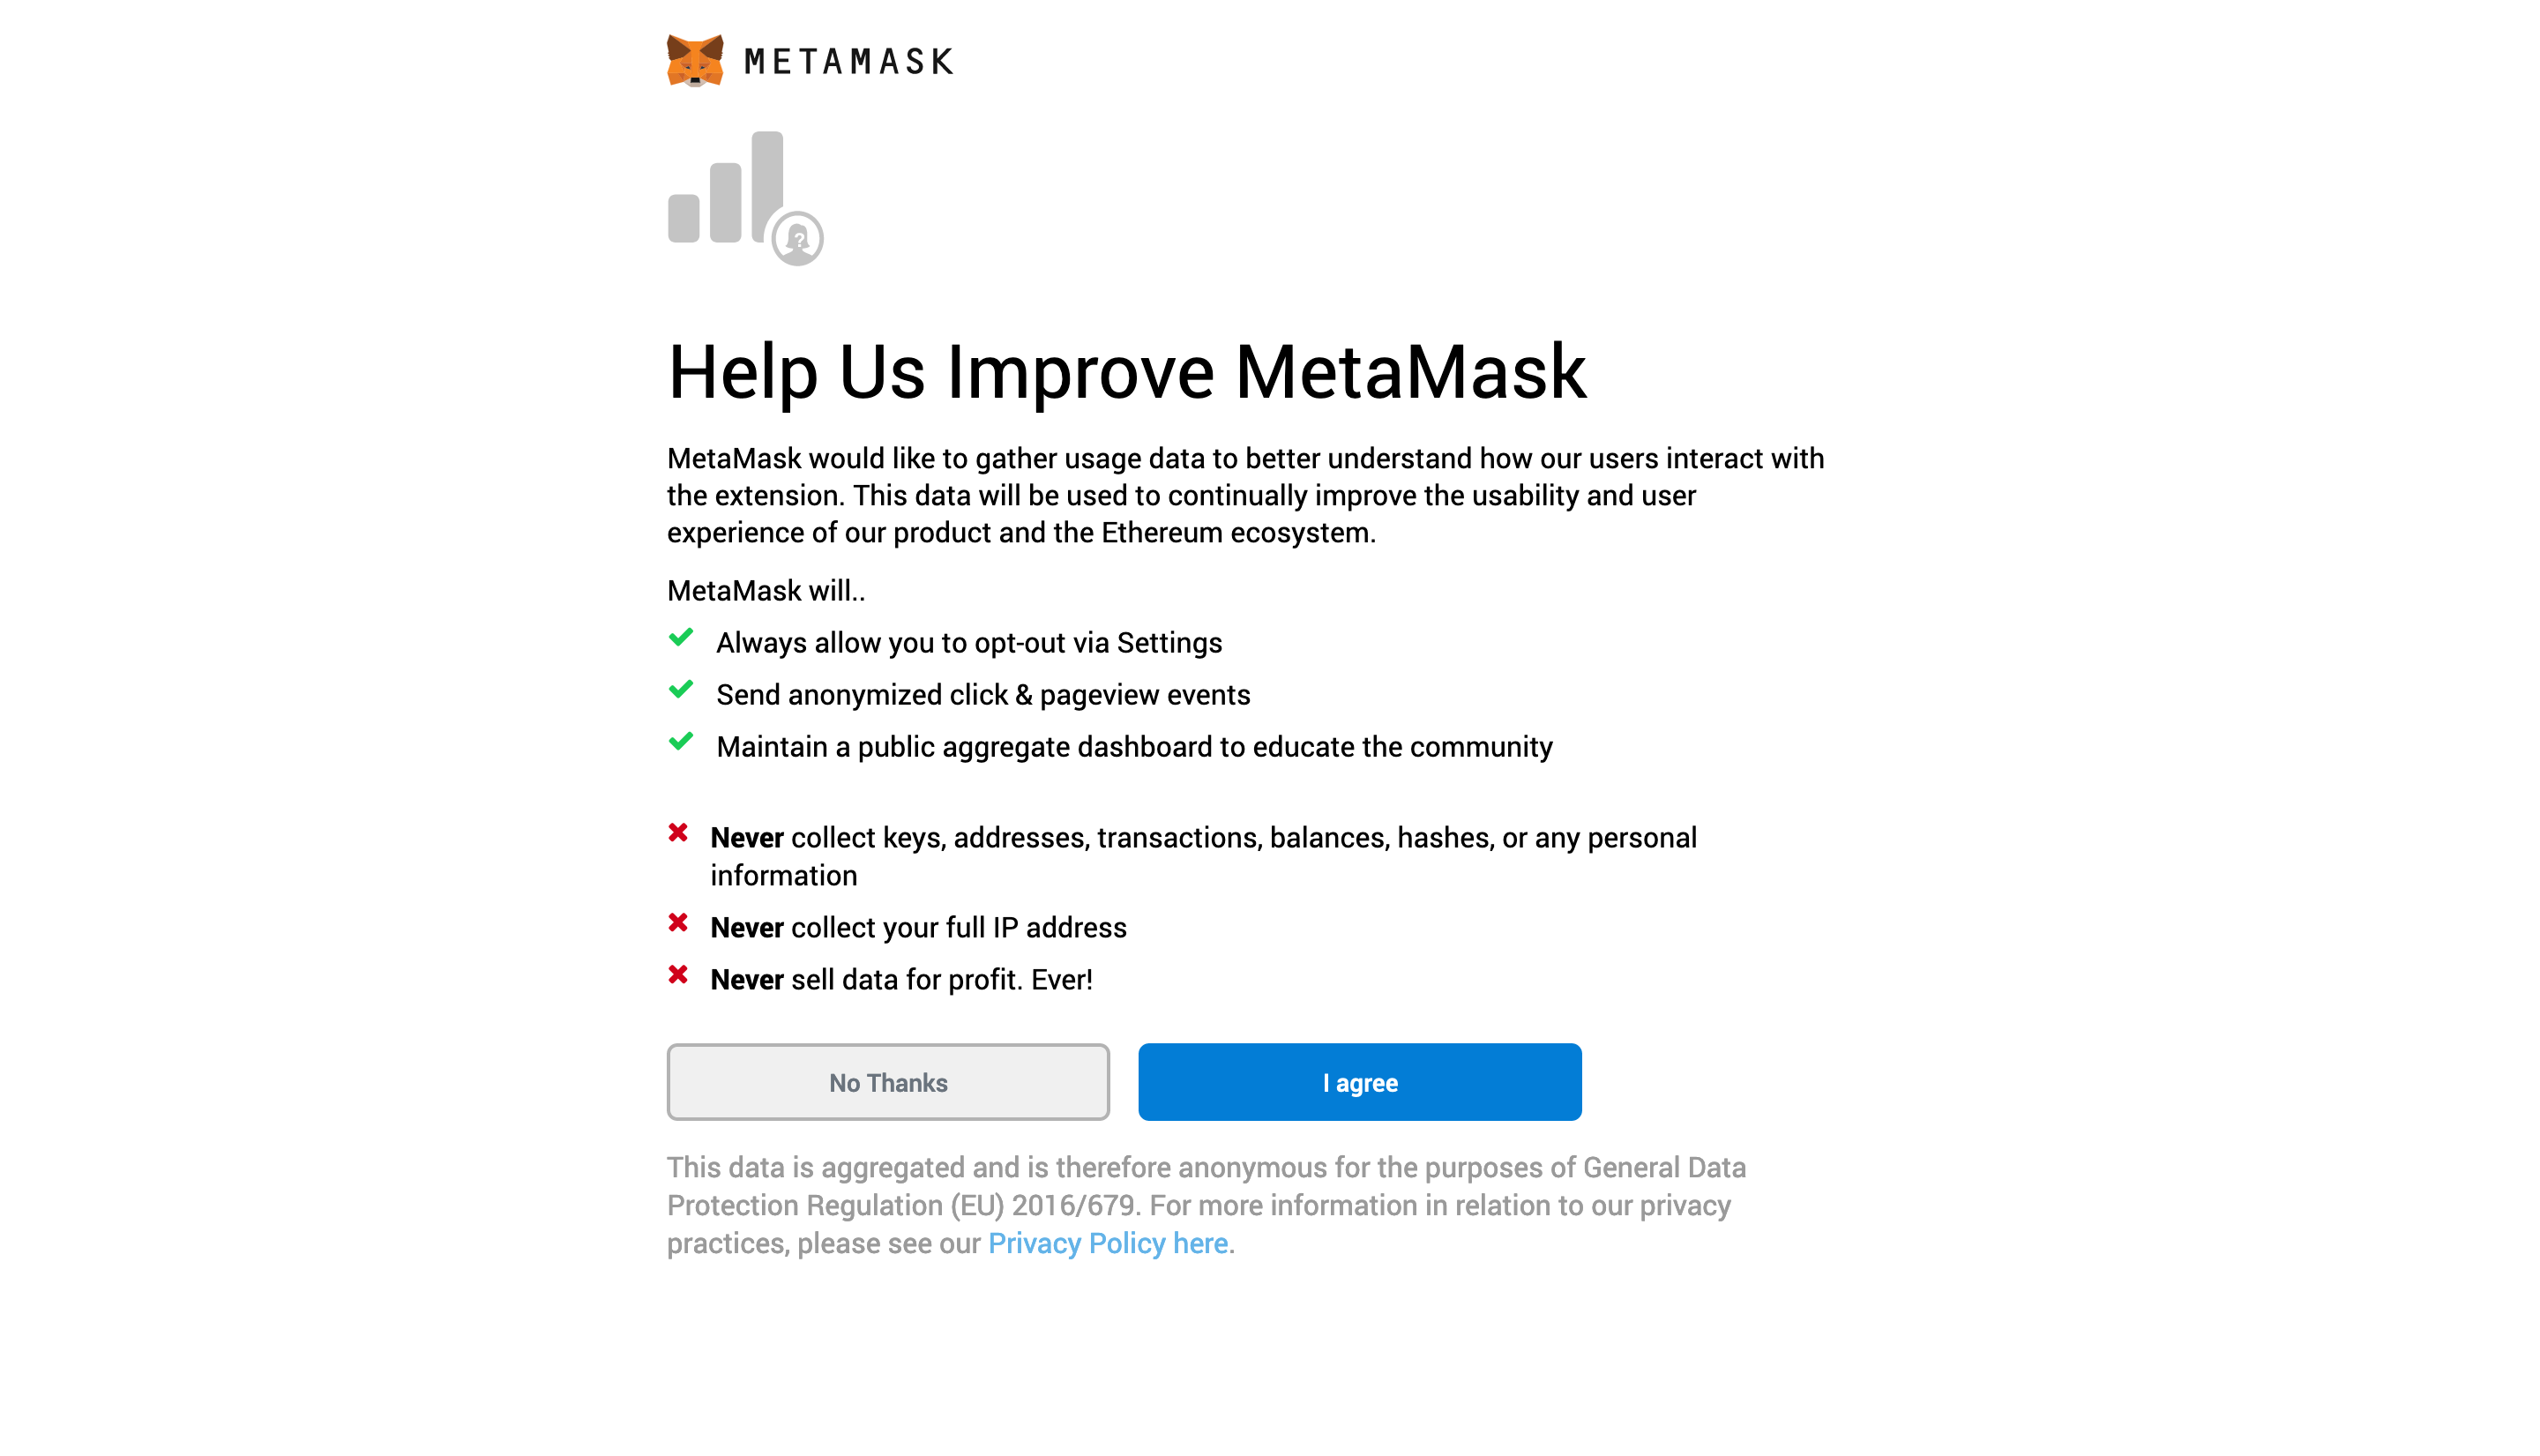 METAMASK
?
Help Us Improve MetaMask
MetaMask would like to gather usage data to better understand how our users interact with
the extension. This data will be used to continually improve the usability and user
experience of our product and the Ethereum ecosystem.
MetaMask will..
Always allow you to opt-out via Settings
Send anonymized click & pageview events
Maintain a public aggregate dashboard to educate the community
Never collect keys, addresses, transactions, balances, hashes, or any personal
information
Never collect your full IP address
Never sell data for profit. Ever!
No Thanks
I agree
This data is aggregated and is therefore anonymous for the purposes of General Data
Protection Regulation (EU) 2016/679. For more information in relation to our privacy
practices, please see our Privacy Policy here.